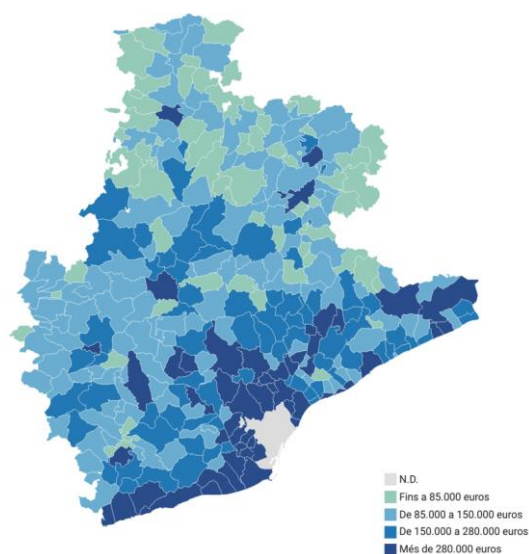 N.D.
Fins a 85.000 euros
De 85.000 a 150.000 euros
De 150.000 a 280.000 euros
Més de 280.000 euros